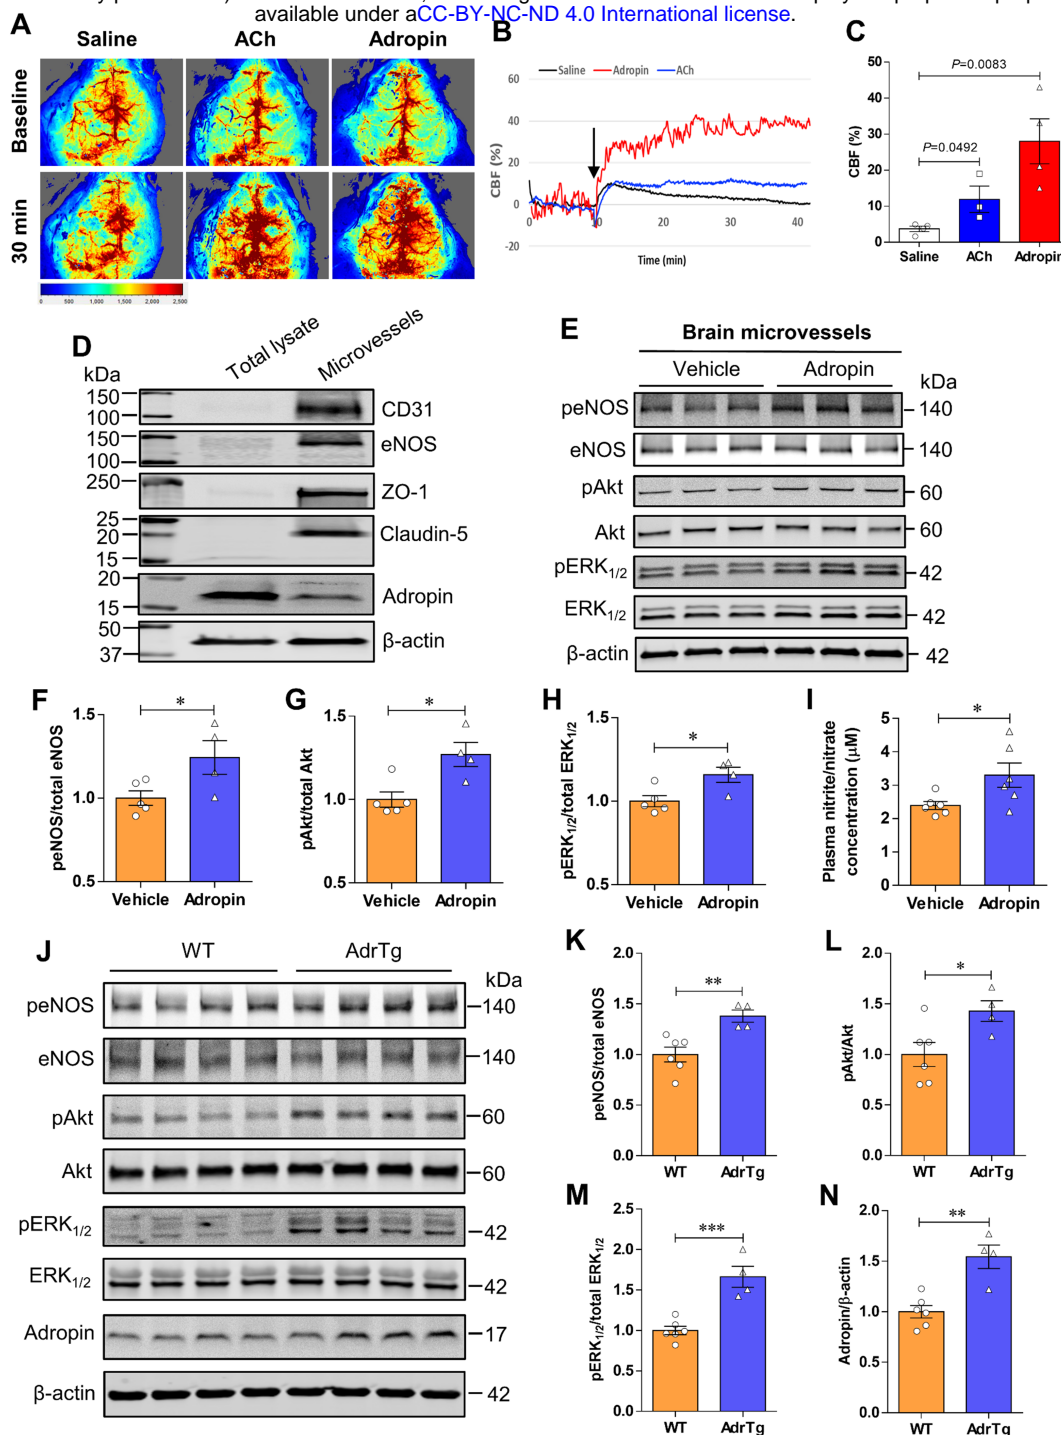 available under aCC-BY-NC-ND 4.0 International license.
A
Saline
ACh
Adropin
Baseline
30 min
0 500 1,000 1,500 2,000 2,500
B
Saline Adropin ACh
CBF (%)
60
40
20
0
-20
0 10 20 30 40
Time (min)
C
CBF (%)
50
40
30
20
10
0
P=0.0083
P=0.0492
Saline ACh Adropin
D
kDa
Total lysate
Microvessels
150
100
CD31
150
100
eNOS
250
ZO-1
25
20
15
Claudin-5
20
15
Adropin
50
37
β-actin
E
Brain microvessels
Vehicle Adropin
kDa
peNOS 140
eNOS 140
pAkt 60
Akt 60
pERK1/2 42
ERK1/2 42
β-actin 42
F
peNOS/total eNOS
1.5
1.0
0.5
*
Vehicle Adropin
G
pAkt/total Akt
1.5
1.0
0.5
*
Vehicle Adropin
H
pERK1/2/total ERK1/2
1.5
1.0
0.5
*
Vehicle Adropin
I
Plasma nitrite/nitrate
concentration (µM)
5
4
3
2
1
0
*
Vehicle Adropin
J
WT AdrTg
kDa
peNOS 140
eNOS 140
pAkt 60
Akt 60
pERK1/2 42
ERK1/2 42
Adropin 17
β-actin 42
K
peNOS/total eNOS
2.0
1.5
1.0
0.5
0.0
**
WT AdrTg
L
pAkt/Akt
2.0
1.5
1.0
0.5
0.0
*
WT AdrTg
M
pERK1/2/total ERK1/2
2.5
2.0
1.5
1.0
0.5
0.0
***
WT AdrTg
N
Adropin/β-actin
2.0
1.5
1.0
0.5
0.0
**
WT AdrTg